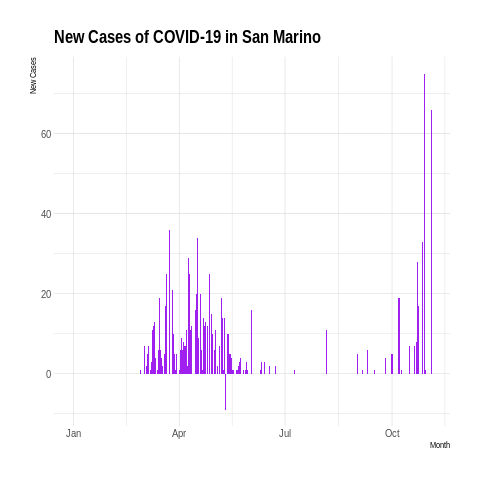 New Cases of COVID-19 in San Marino
New Cases
60
40
20
0
Jan Apr Jul Oct
Month